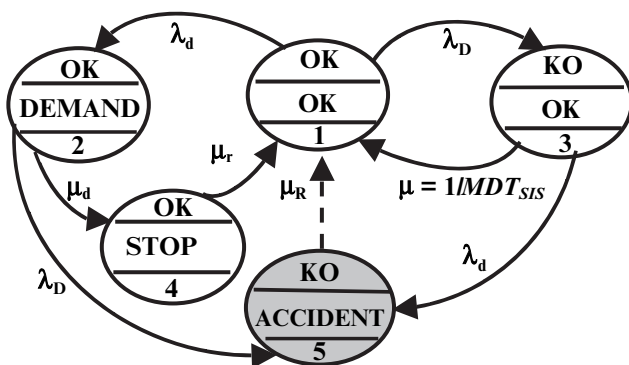 λd
λD
OK
DEMAND
2
OK
OK
1
KO
OK
3
μd
μr
μR
μ = 1/MDTSIS
OK
STOP
4
λD
λd
KO
ACCIDENT
5